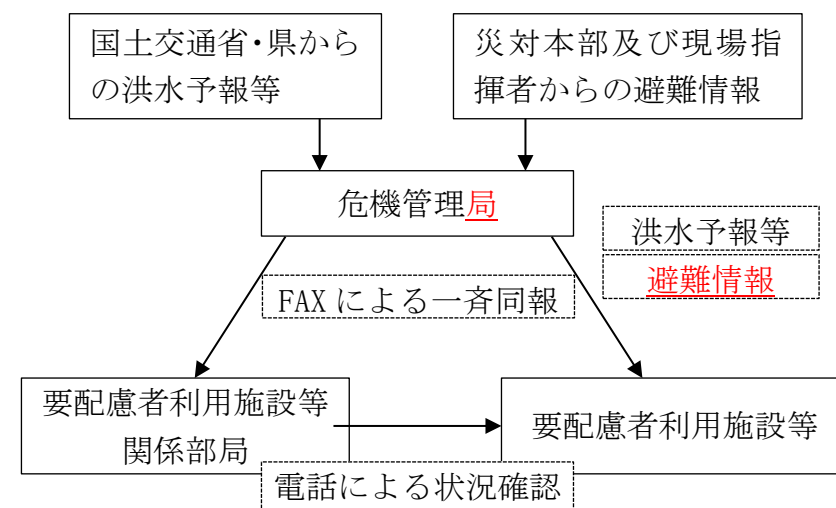 国土交通省・県から
の洪水予報等
災対本部及び現場指
揮者からの避難情報
危機管理局
洪水予報等
避難情報
FAXによる一斉同報
要配慮者利用施設等
関係部局
要配慮者利用施設等
電話による状況確認